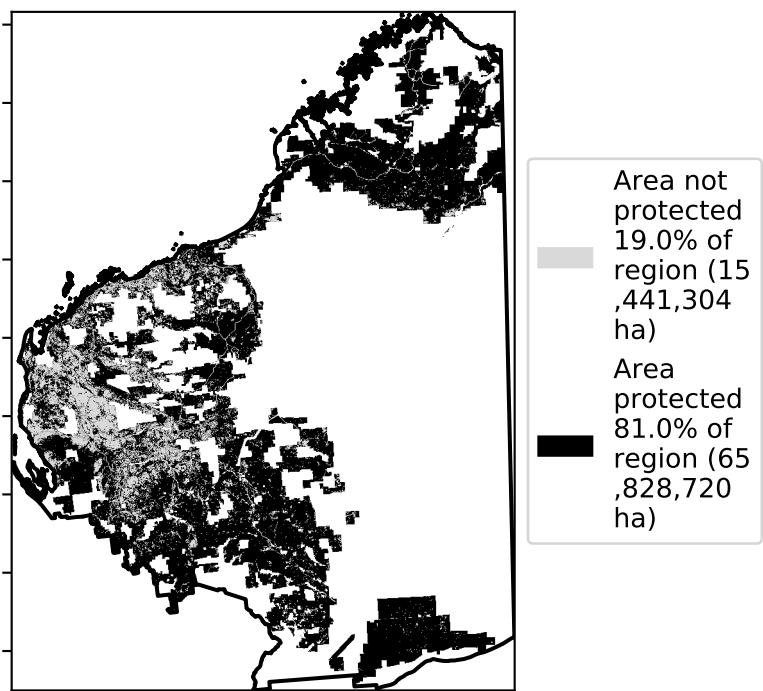 Area not
protected
19.0% of
region (15
,441,304
ha)
Area
protected
81.0% of
region (65
,828,720
ha)